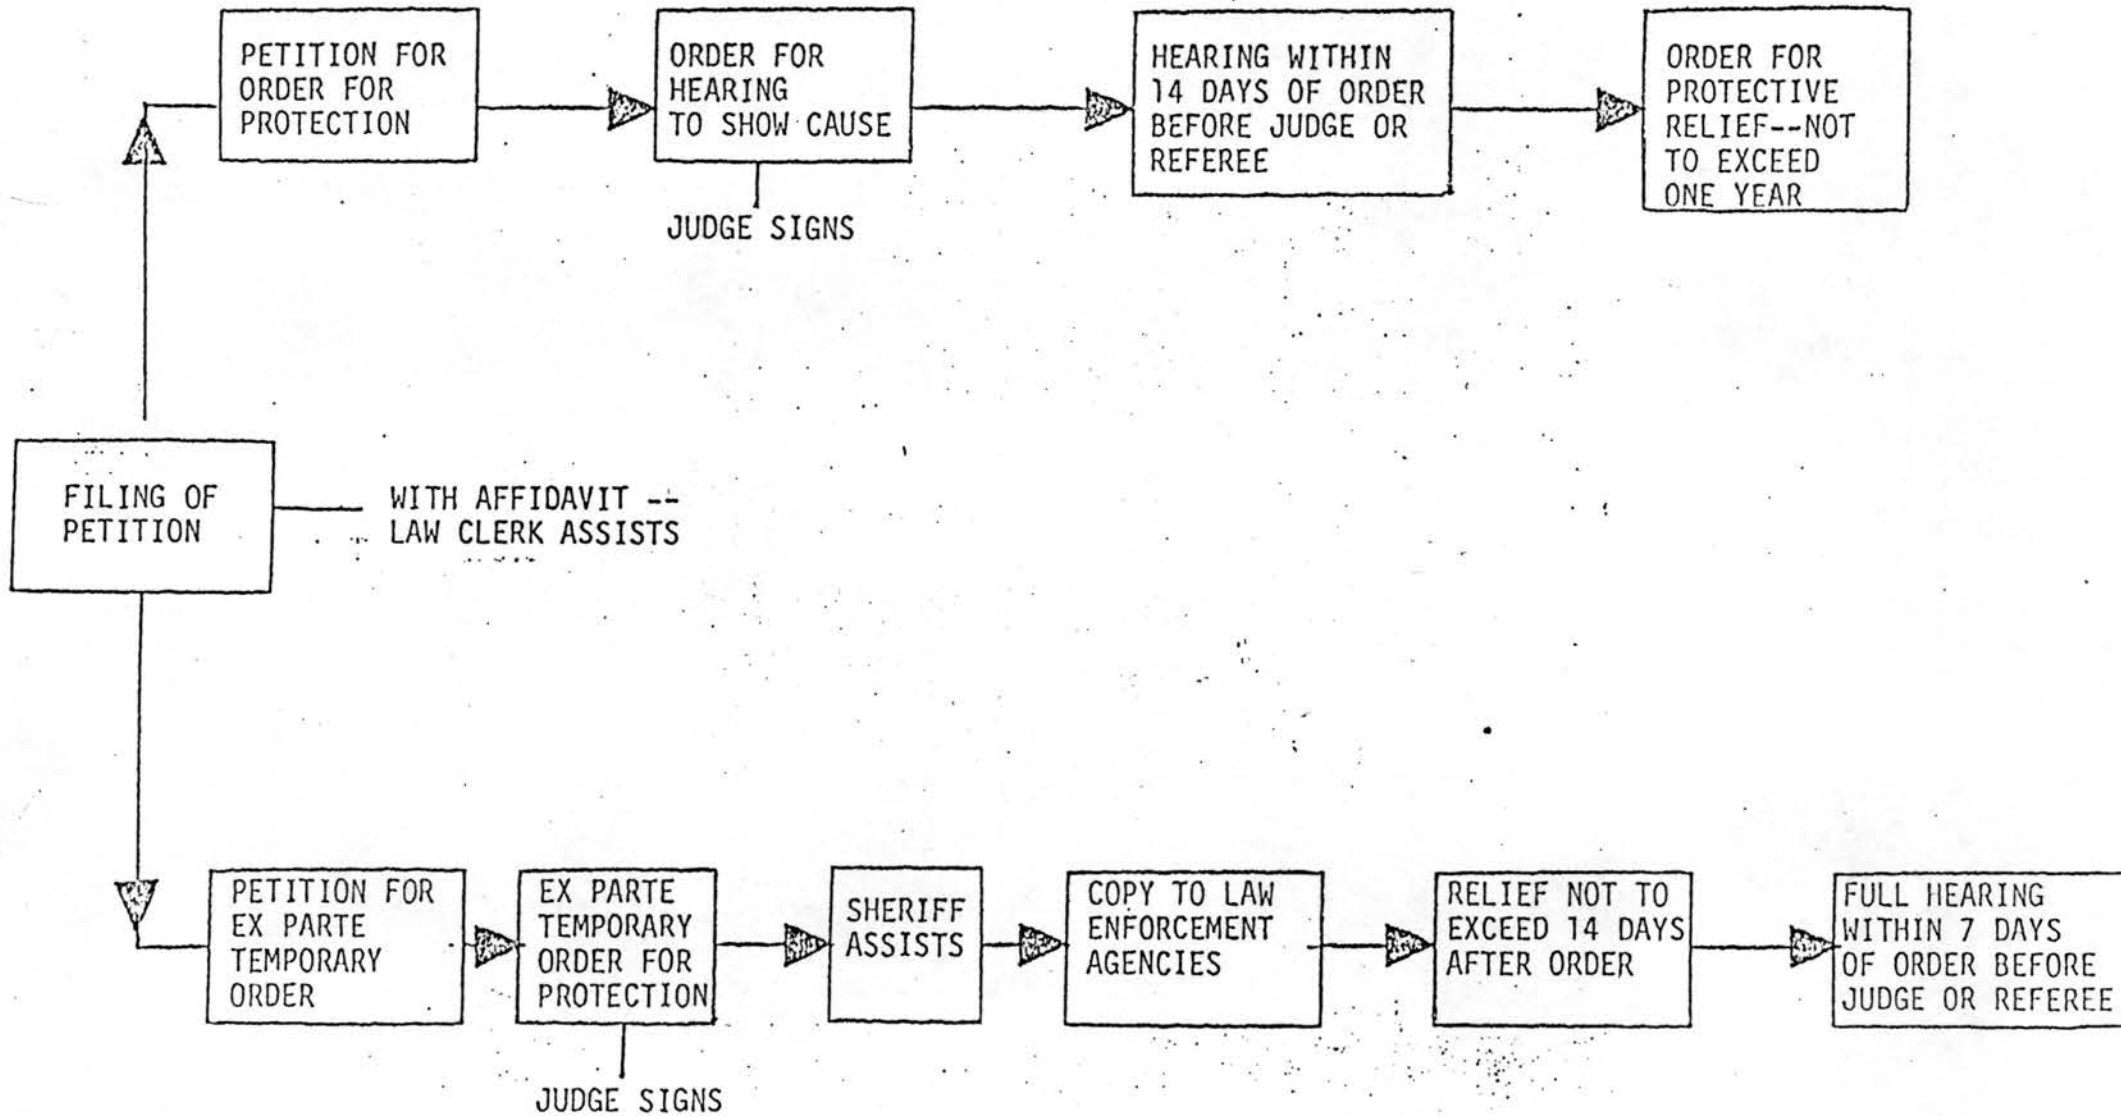 PETITION FOR
ORDER FOR
PROTECTION
ORDER FOR
HEARING
TO SHOW CAUSE
JUDGE SIGNS
HEARING WITHIN
14 DAYS OF ORDER
BEFORE JUDGE OR
REFEREE
ORDER FOR
PROTECTIVE
RELIEF--NOT
TO EXCEED
ONE YEAR
FILING OF
PETITION
WITH AFFIDAVIT --
LAW CLERK ASSISTS
PETITION FOR
EX PARTE
TEMPORARY
ORDER
EX PARTE
TEMPORARY
ORDER FOR
PROTECTION
JUDGE SIGNS
SHERIFF
ASSISTS
COPY TO LAW
ENFORCEMENT
AGENCIES
RELIEF NOT TO
EXCEED 14 DAYS
AFTER ORDER
FULL HEARING
WITHIN 7 DAYS
OF ORDER BEFORE
JUDGE OR REFEREE